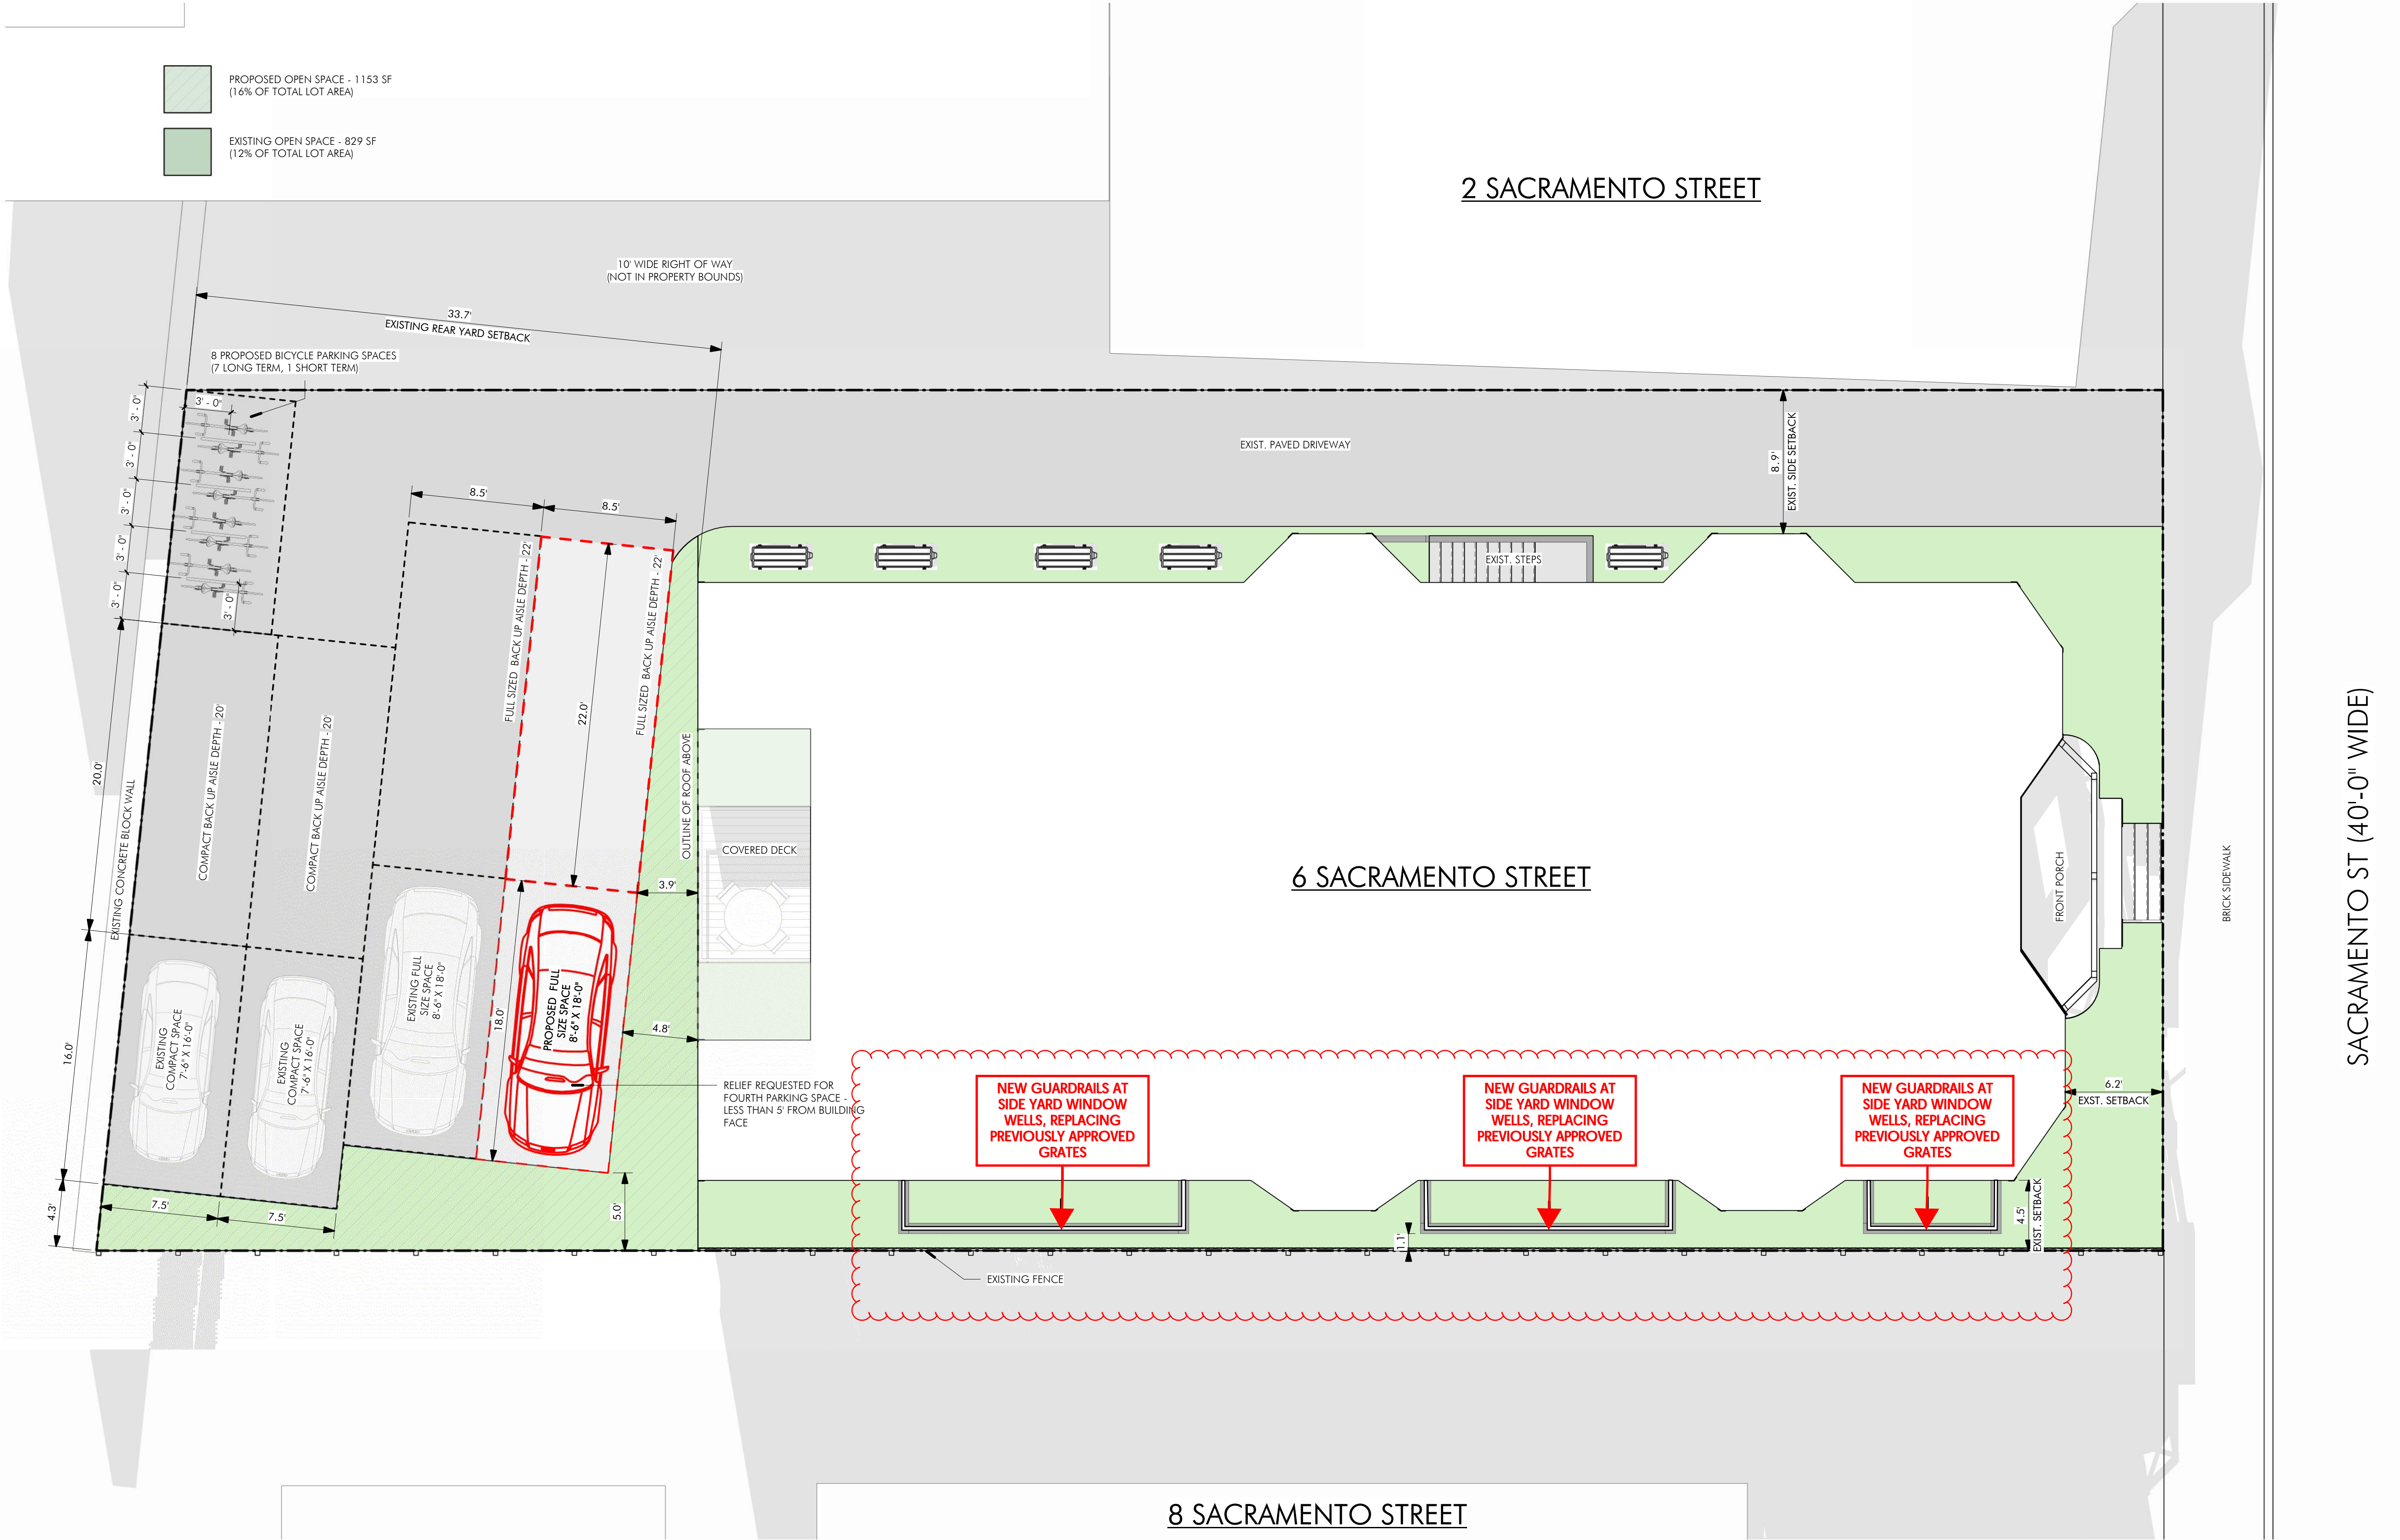 PROPOSED OPEN SPACE - 1153 SF
(16% OF TOTAL LOT AREA)
EXISTING OPEN SPACE - 829 SF
(12% OF TOTAL LOT AREA)
2 SACRAMENTO STREET
10' WIDE RIGHT OF WAY
(NOT IN PROPERTY BOUNDS)
33.7'
EXISTING REAR YARD SETBACK
8 PROPOSED BICYCLE PARKING SPACES
(7 LONG TERM, 1 SHORT TERM)
3' - 0"
3' - 0"
3' - 0"
3' - 0"
3' - 0"
3' - 0"
3' - 0"
EXIST. PAVED DRIVEWAY
8.9'
EXIST. SIDE SETBACK
8.5'
8.5'
EXIST. STEPS
FULL SIZED BACK UP AISLE DEPTH - 22'
FULL SIZED BACK UP AISLE DEPTH - 22'
22.0'
COMPACT BACK UP AISLE DEPTH - 20'
COMPACT BACK UP AISLE DEPTH - 20'
20.0'
EXISTING CONCRETE BLOCK WALL
OUTLINE OF ROOF ABOVE
COVERED DECK
3.9'
6 SACRAMENTO STREET
FRONT PORCH
BRICK SIDEWALK
SACRAMENTO ST (40'-0" WIDE)
EXISTING
COMPACT SPACE
7'-6" X 16'-0"
EXISTING
COMPACT SPACE
7'-6" X 16'-0"
EXISTING FULL
SIZE SPACE
8'-6" X 18'-0"
PROPOSED FULL
SIZE SPACE
8'-6" X 18'-0"
18.0'
16.0'
4.8'
RELIEF REQUESTED FOR
FOURTH PARKING SPACE -
LESS THAN 5' FROM BUILDING
FACE
NEW GUARDRAILS AT
SIDE YARD WINDOW
WELLS, REPLACING
PREVIOUSLY APPROVED
GRATES
NEW GUARDRAILS AT
SIDE YARD WINDOW
WELLS, REPLACING
PREVIOUSLY APPROVED
GRATES
NEW GUARDRAILS AT
SIDE YARD WINDOW
WELLS, REPLACING
PREVIOUSLY APPROVED
GRATES
6.2'
EXST. SETBACK
4.3'
7.5'
7.5'
5.0'
1.1'
4.5'
EXIST. SETBACK
EXISTING FENCE
8 SACRAMENTO STREET